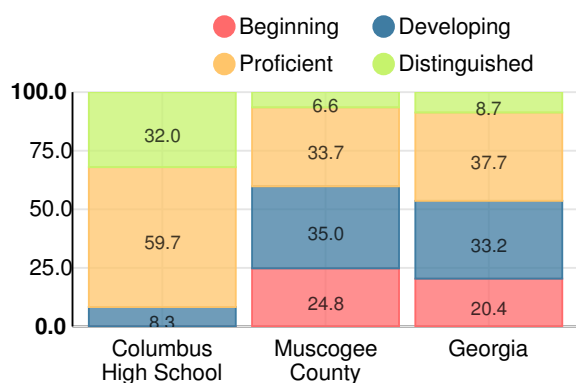 Beginning Developing
Proficient Distinguished
100.0
75.0
50.0
25.0
0.0
32.0
59.7
8.3
6.6
33.7
35.0
24.8
8.7
37.7
33.2
20.4
Columbus
High School
Muscogee
County
Georgia